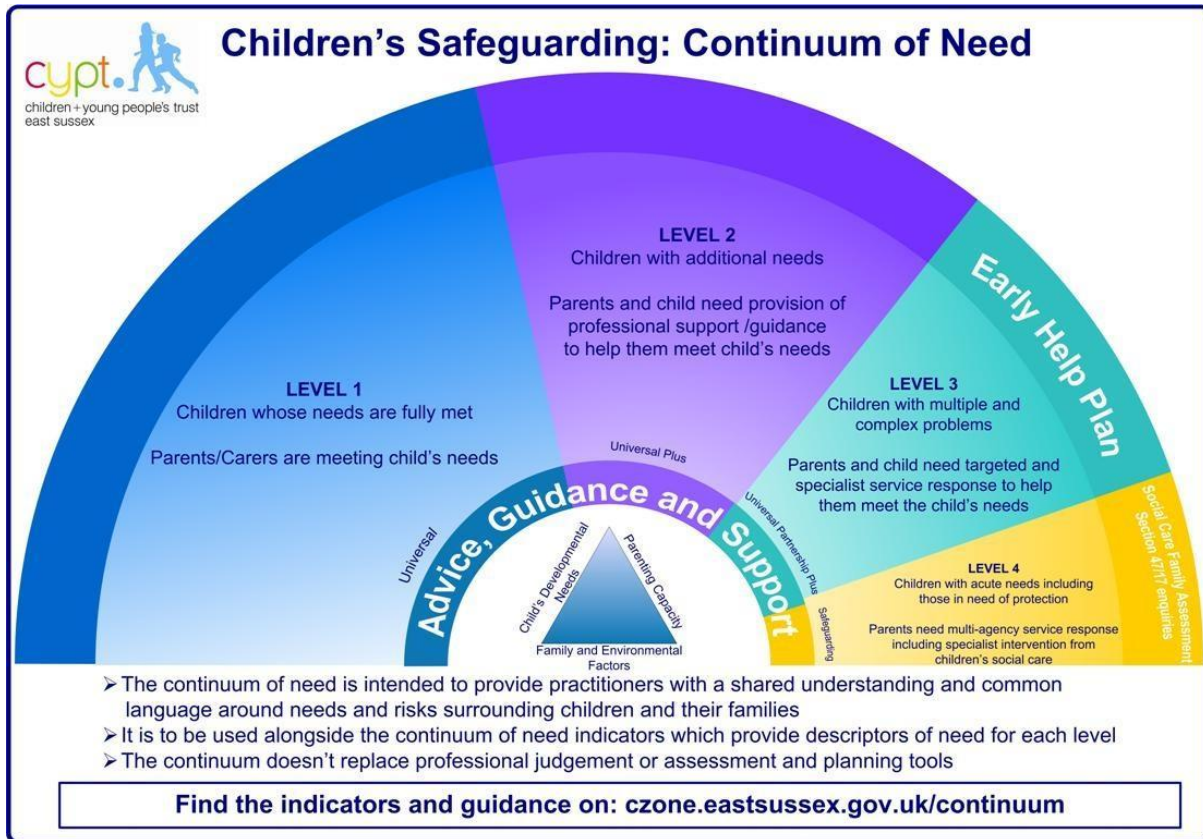 Children's Safeguarding: Continuum of Need
cypt.
children + young people's trust
east sussex
LEVEL 1
Children whose needs are fully met
Parents/Carers are meeting child's needs
LEVEL 2
Children with additional needs
Parents and child need provision of
professional support /guidance
to help them meet child's needs
LEVEL 3
Children with multiple and
complex problems
Parents and child need targeted and
specialist service response to help
them meet the child's needs
Early Help Plan
LEVEL 4
Children with acute needs including
those in need of protection
Parents need multi-agency service response
including specialist intervention from
children's social care
Social Care Family Assessment
Section 47/17 enquiries
Universal
Universal Plus
Universal Partnership Plus
Safeguarding
Advice, Guidance and Support
Child's Developmental
Needs
Parenting Capacity
Family and Environmental
Factors
➢ The continuum of need is intended to provide practitioners with a shared understanding and common
language around needs and risks surrounding children and their families
➢ It is to be used alongside the continuum of need indicators which provide descriptors of need for each level
➢ The continuum doesn't replace professional judgement or assessment and planning tools
Find the indicators and guidance on: czone.eastsussex.gov.uk/continuum